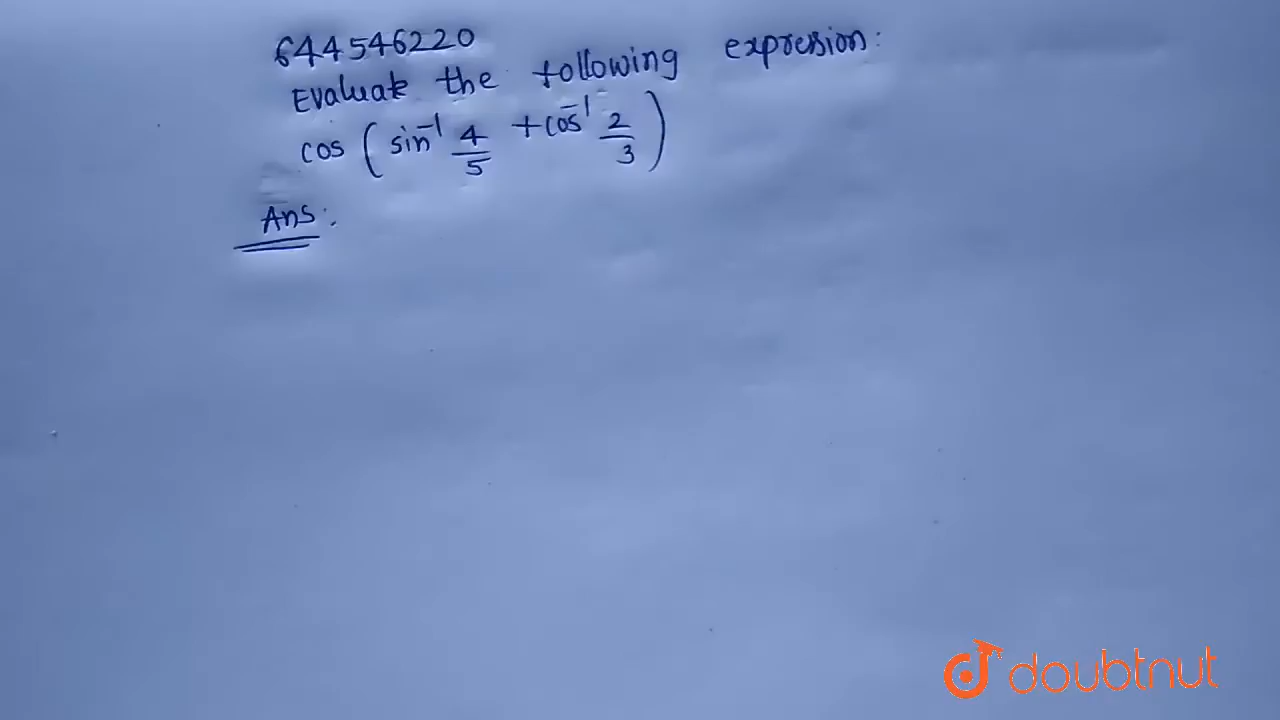 644546220
Evaluate the following expression:
cos (sin⁻¹ 4/5 + cos⁻¹ 2/3)
Ans:
doubtnut